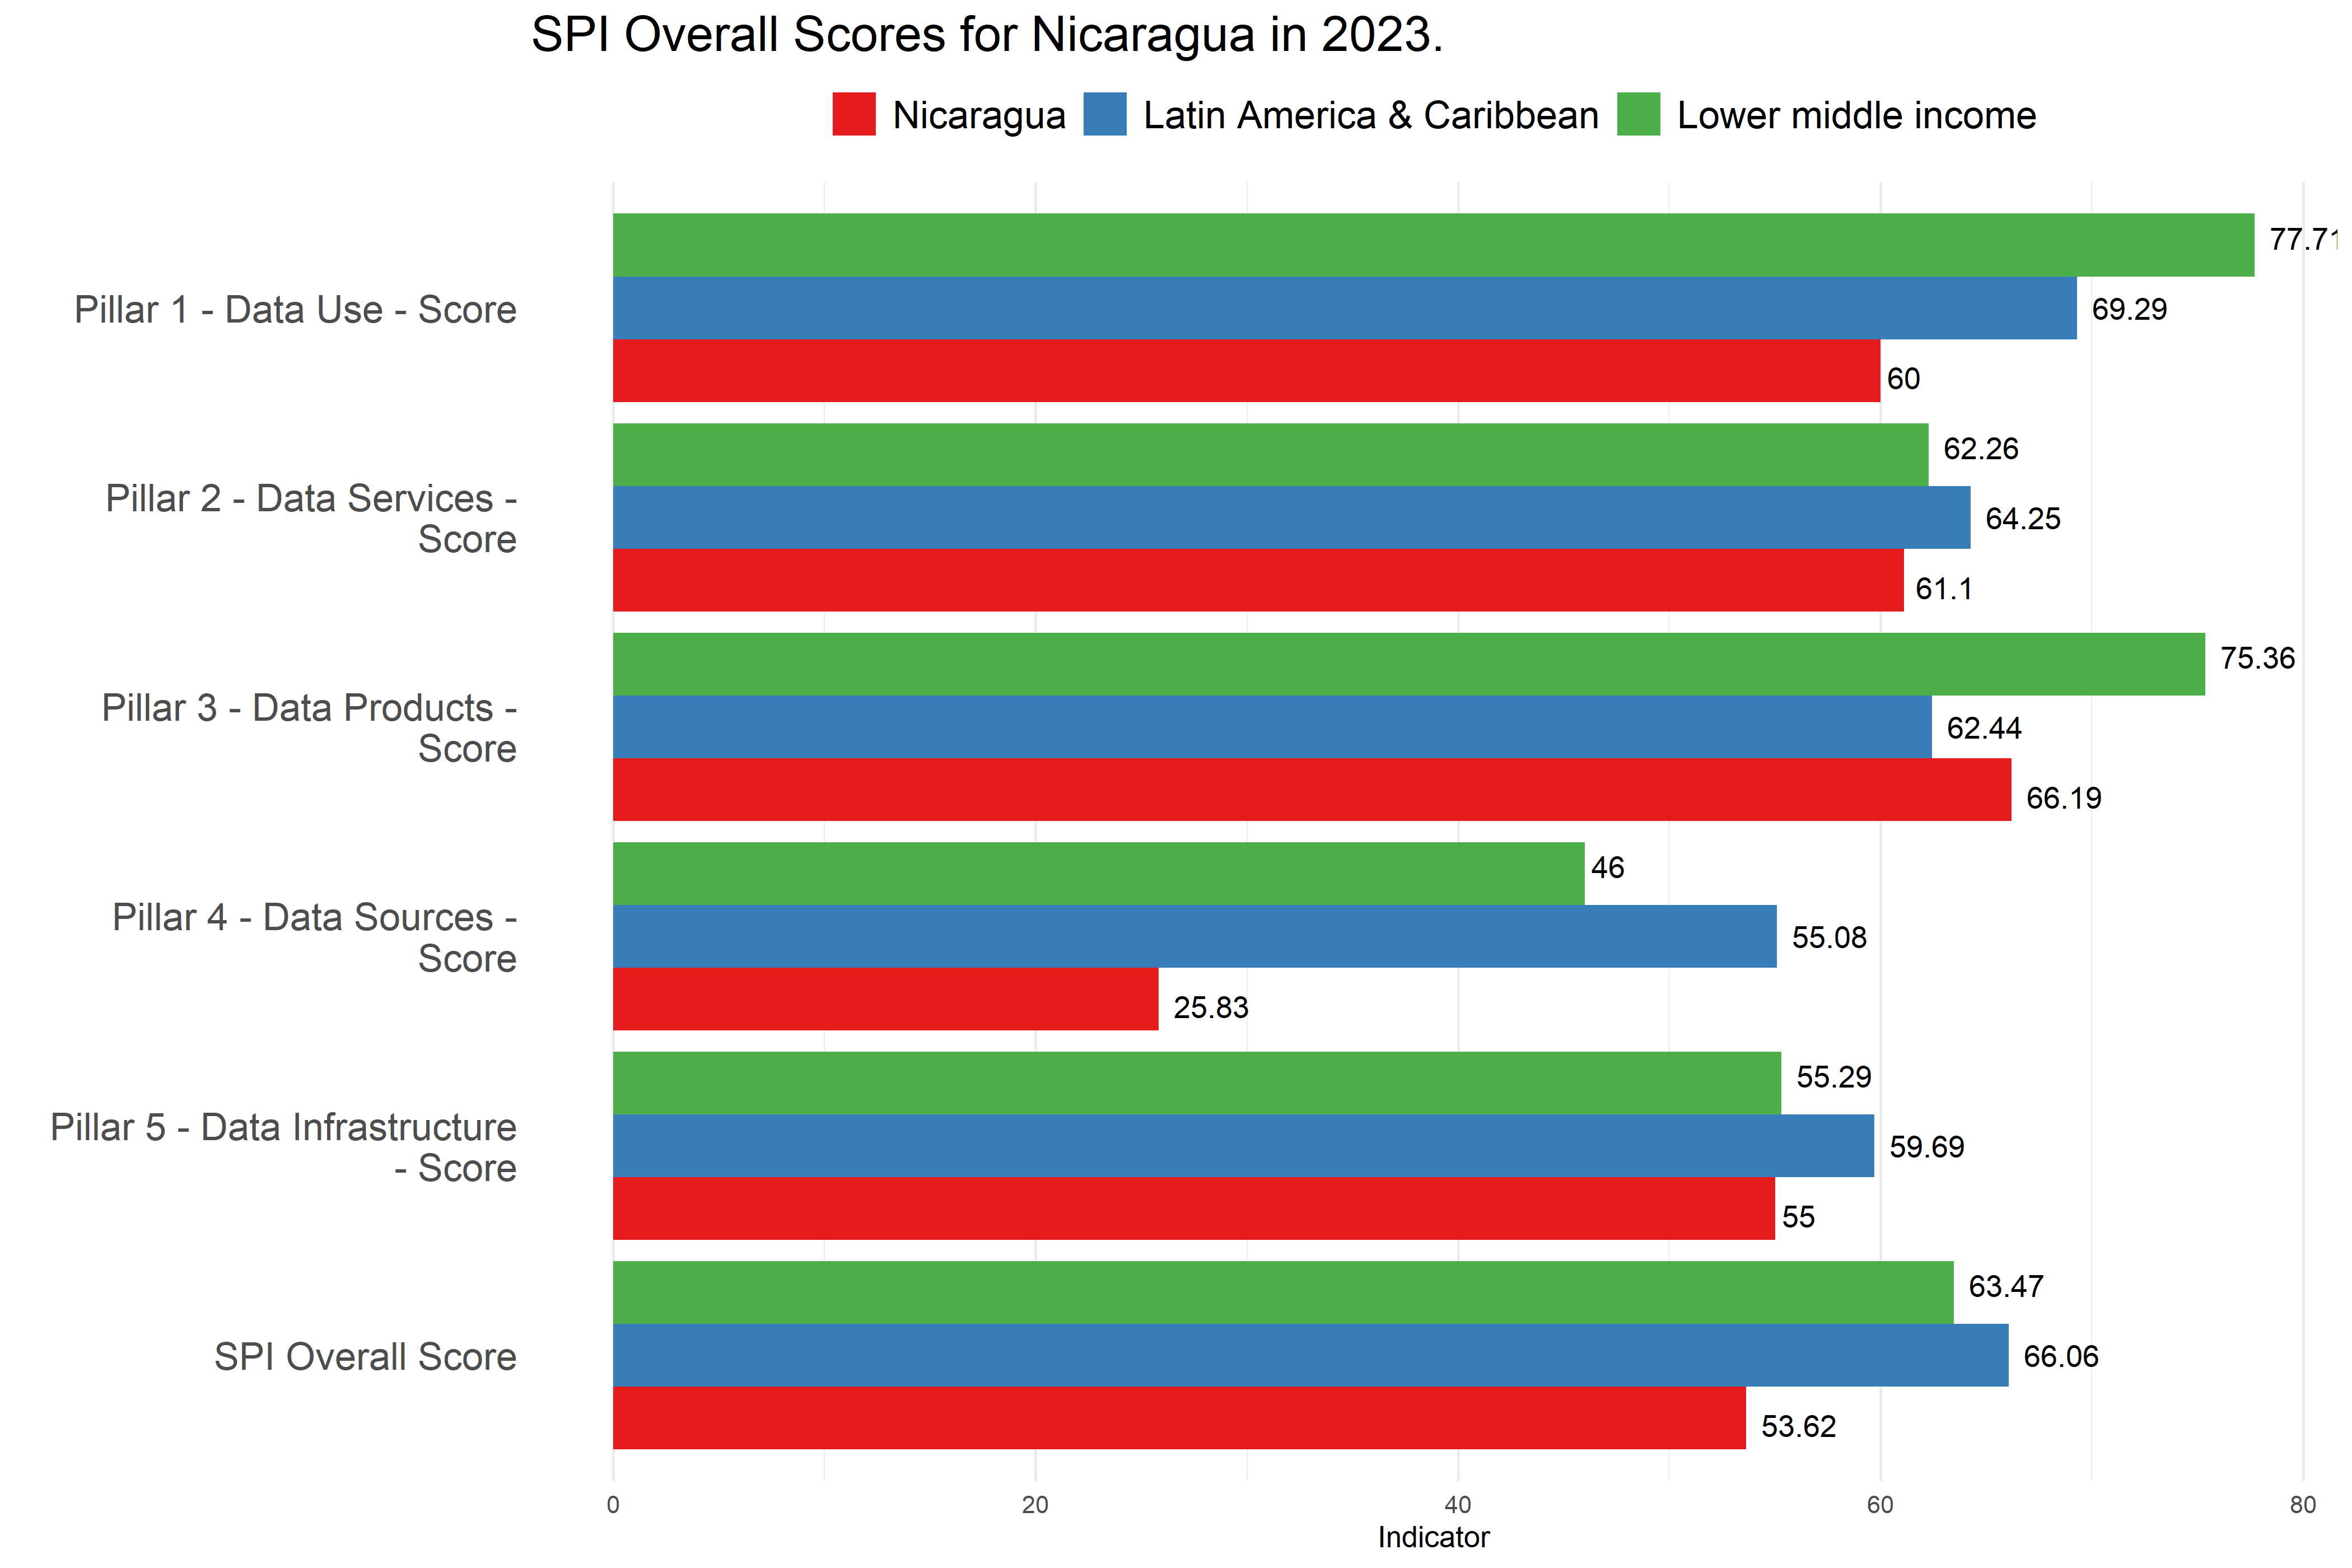 SPI Overall Scores for Nicaragua in 2023.
Nicaragua Latin America & Caribbean Lower middle income
Pillar 1 - Data Use - Score
77.71
69.29
60
Pillar 2 - Data Services -
Score
62.26
64.25
61.1
Pillar 3 - Data Products -
Score
75.36
62.44
66.19
Pillar 4 - Data Sources -
Score
46
55.08
25.83
Pillar 5 - Data Infrastructure
- Score
55.29
59.69
55
SPI Overall Score
63.47
66.06
53.62
0 20 40 60 80
Indicator